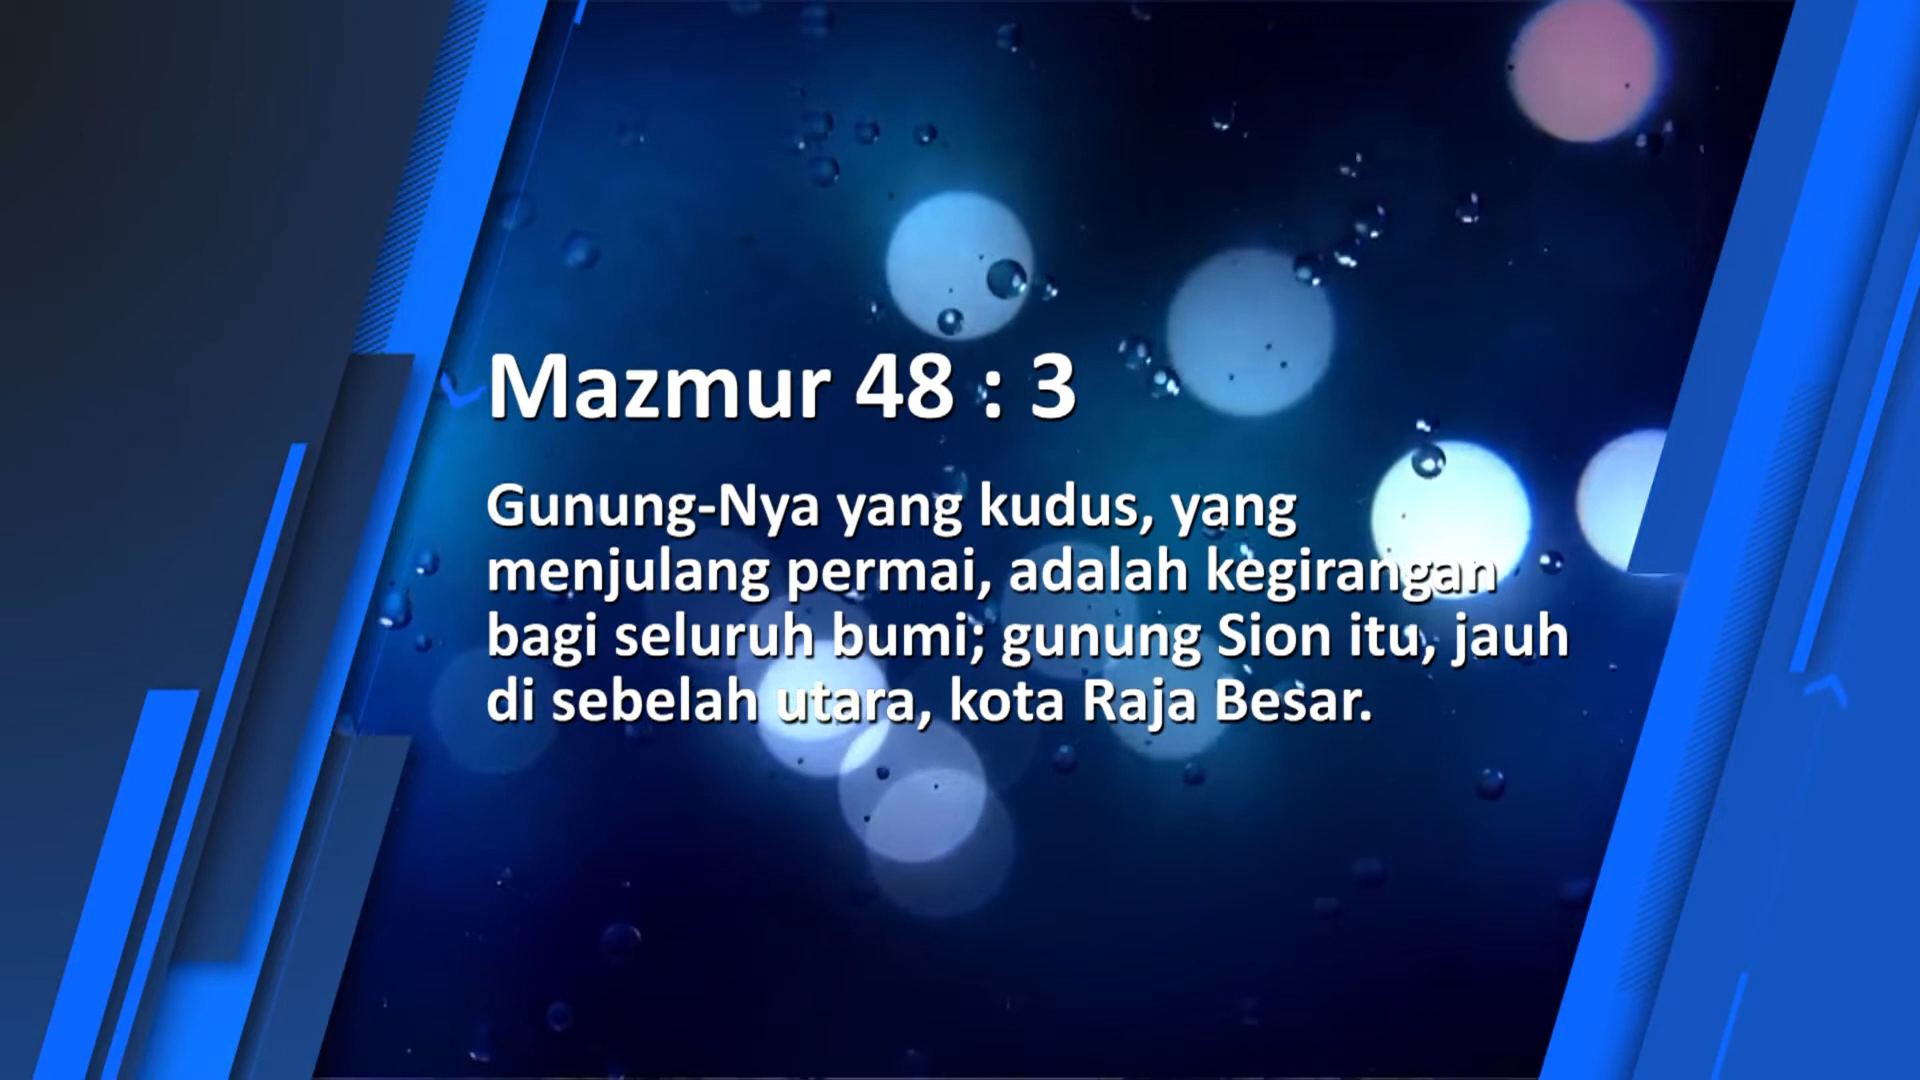 Mazmur 48 : 3
Gunung-Nya yang kudus, yang
menjulang permai, adalah kegirangan
bagi seluruh bumi; gunung Sion itu, jauh
di sebelah utara, kota Raja Besar.